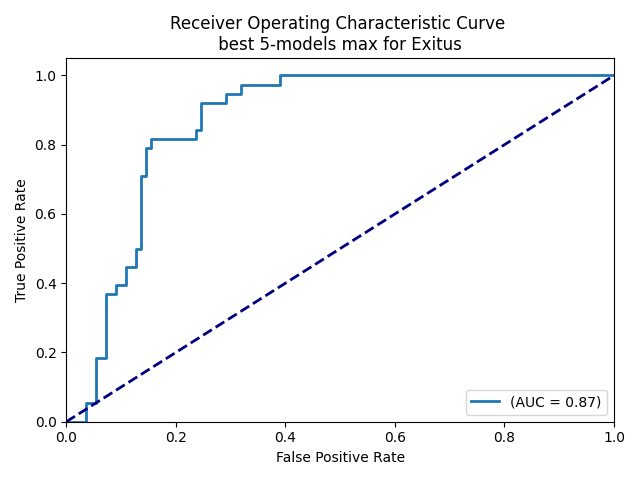 Receiver Operating Characteristic Curve
best 5-models max for Exitus
1.0
0.8
0.6
0.4
0.2
0.0
True Positive Rate
(AUC = 0.87)
0.0 0.2 0.4 0.6 0.8 1.0
False Positive Rate